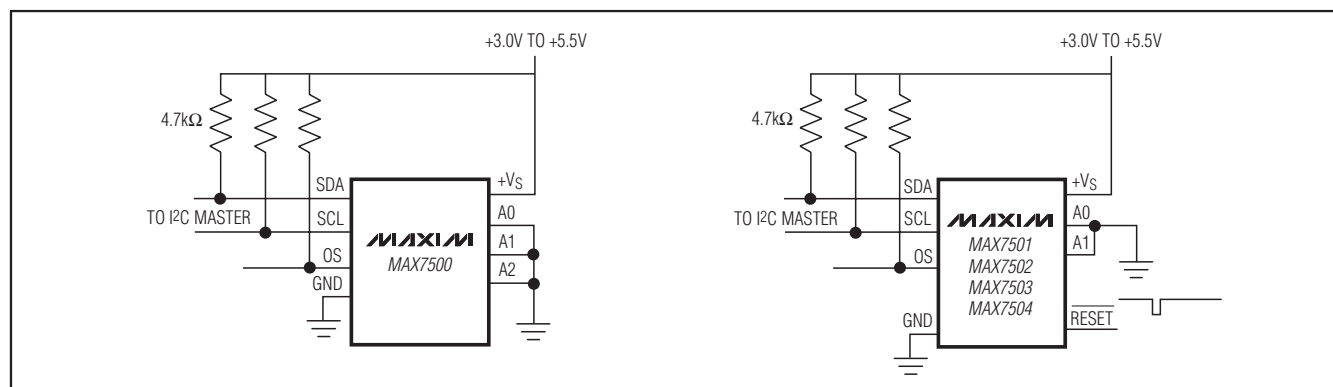 +3.0V TO +5.5V
4.7kΩ
SDA
+VS
TO I²C MASTER
SCL
A0
MAXIM
A1
MAX7500
OS
A2
GND
+3.0V TO +5.5V
4.7kΩ
SDA
+VS
TO I²C MASTER
SCL
A0
MAXIM
MAX7501
A1
OS
MAX7502
MAX7503
MAX7504
GND
RESET